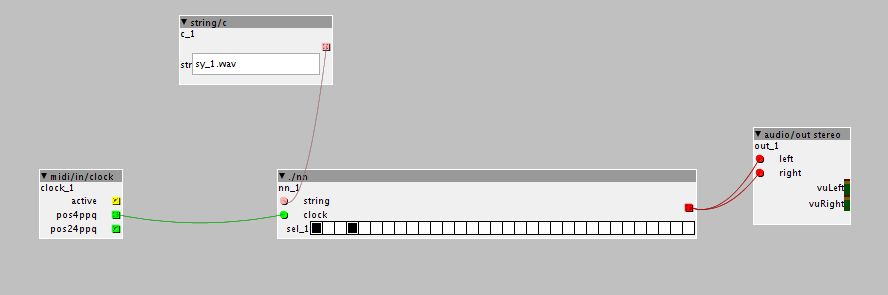 string/c
c_1
str sy_1.wav
audio/out stereo
out_1
left
right
vuLeft
vuRight
midi/in/clock
clock_1
active
pos4ppq
pos24ppq
./nn
nn_1
string
clock
sel_1